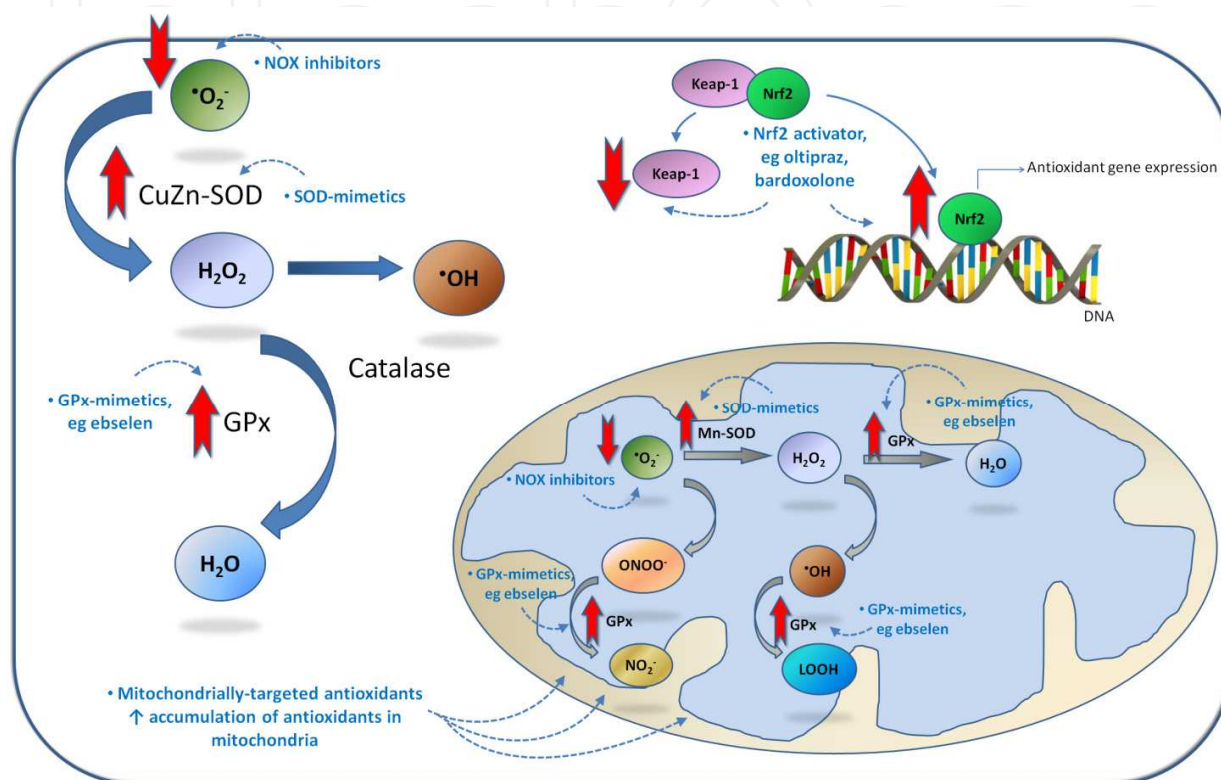 • NOX inhibitors
•O₂⁻
CuZn-SOD
• SOD-mimetics
H₂O₂
•OH
Catalase
• GPx-mimetics,
eg ebselen
GPx
H₂O
Keap-1
Nrf2
• Nrf2 activator,
eg oltipraz,
bardoxolone
Keap-1
Antioxidant gene expression
Nrf2
DNA
• SOD-mimetics
Mn-SOD
• GPx-mimetics,
eg ebselen
GPx
•O₂⁻
H₂O₂
H₂O
• NOX inhibitors
ONOO⁻
•OH
• GPx-mimetics,
eg ebselen
GPx
NO₂⁻
GPx
• GPx-mimetics,
eg ebselen
LOOH
• Mitochondrially-targeted antioxidants
↑ accumulation of antioxidants in
mitochondria